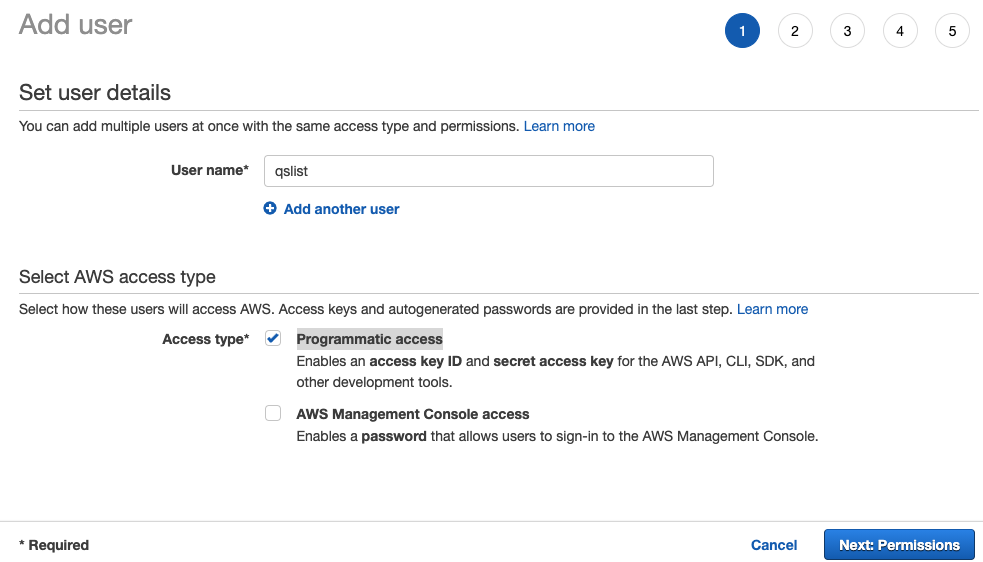 Add user
1 2 3 4 5
Set user details
You can add multiple users at once with the same access type and permissions. Learn more
User name* qslist
Add another user
Select AWS access type
Select how these users will access AWS. Access keys and autogenerated passwords are provided in the last step. Learn more
Access type* Programmatic access
Enables an access key ID and secret access key for the AWS API, CLI, SDK, and
other development tools.
AWS Management Console access
Enables a password that allows users to sign-in to the AWS Management Console.
* Required Cancel Next: Permissions